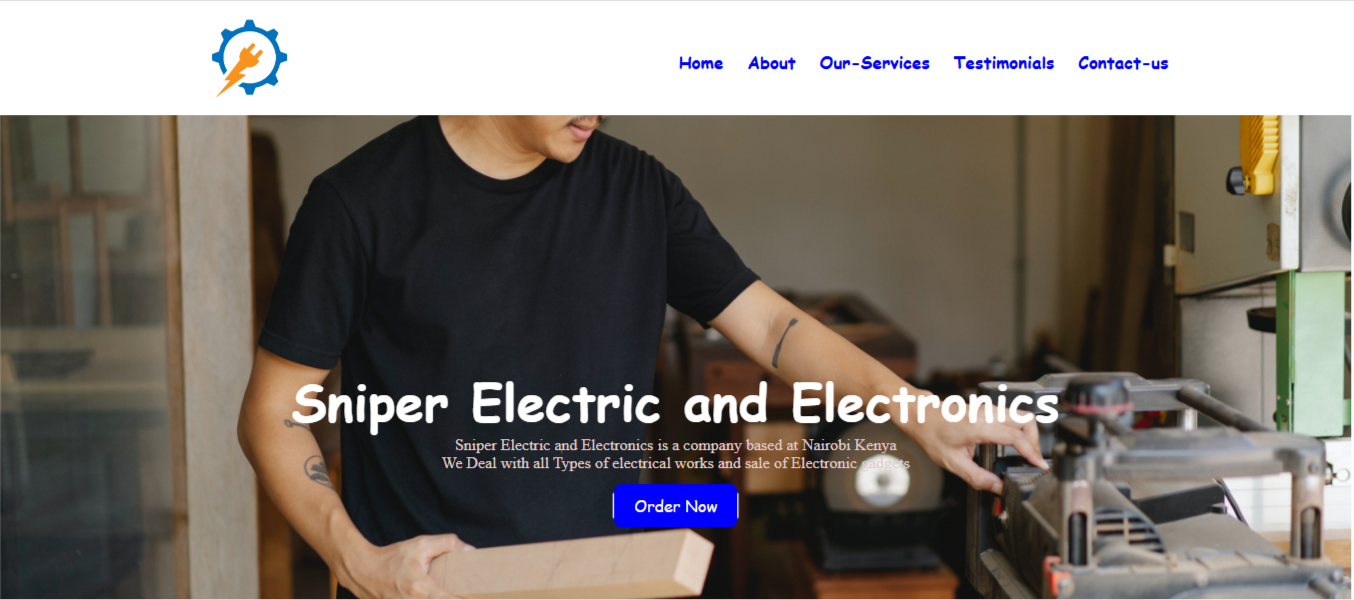 Home About Our-Services Testimonials Contact-us
Sniper Electric and Electronics
Sniper Electric and Electronics is a company based at Nairobi Kenya
We Deal with all Types of electrical works and sale of Electronic gadgets
Order Now